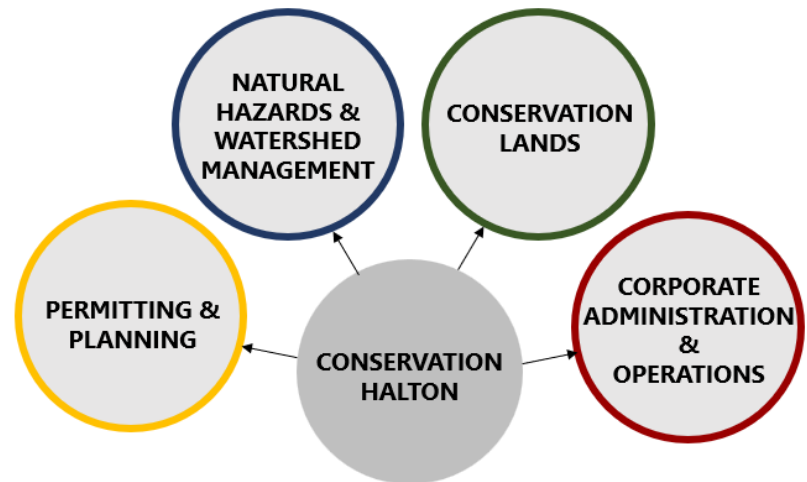 NATURAL
HAZARDS &
WATERSHED
MANAGEMENT
CONSERVATION
LANDS
PERMITTING &
PLANNING
CONSERVATION
HALTON
CORPORATE
ADMINISTRATION
&
OPERATIONS